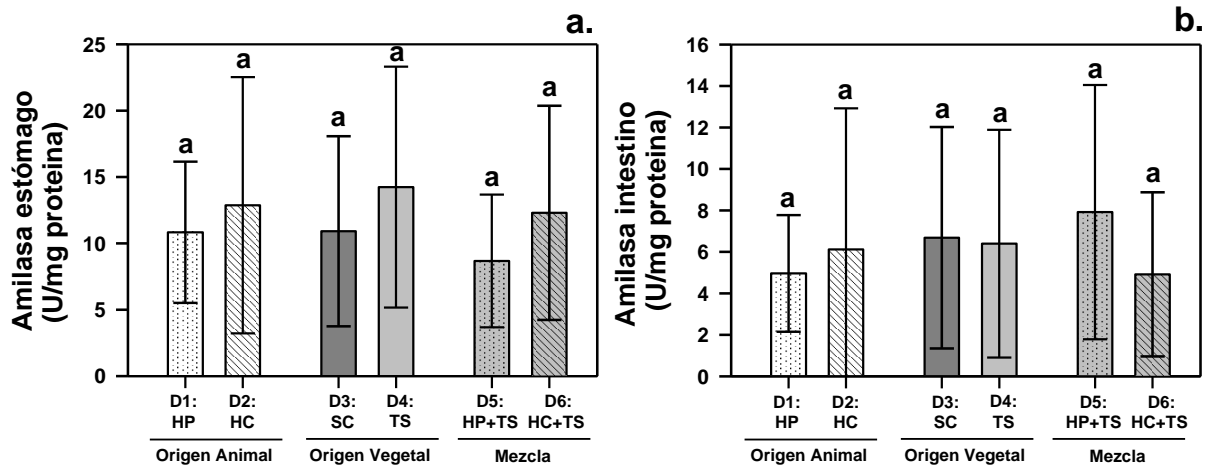 a.
Amilasa estómago
(U/mg proteina)
25
20
15
10
5
0
a a a a a a
D1: D2: D3: D4: D5: D6:
HP HC SC TS HP+TS HC+TS
Origen Animal Origen Vegetal Mezcla
b.
Amilasa intestino
(U/mg proteina)
16
14
12
10
8
6
4
2
0
a a a a a a
D1: D2: D3: D4: D5: D6:
HP HC SC TS HP+TS HC+TS
Origen Animal Origen Vegetal Mezcla